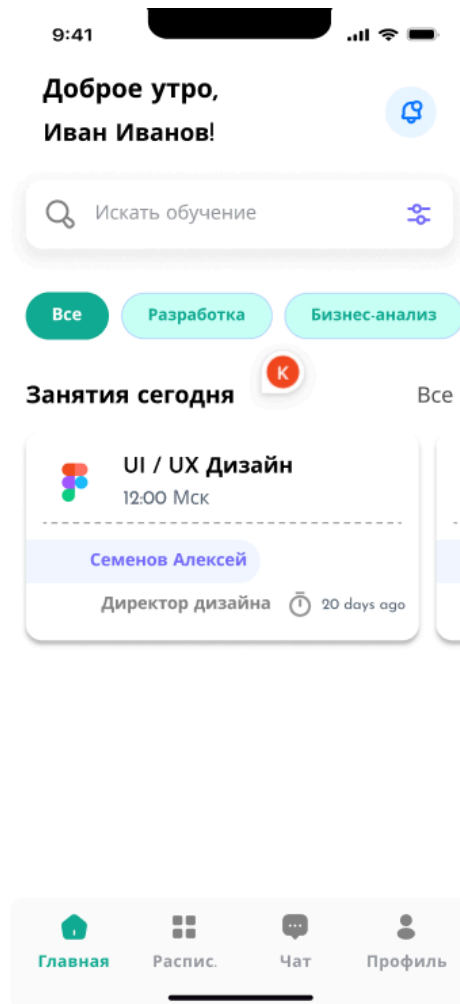 9:41
Доброе утро,
Иван Иванов!
Искать обучение
Все
Разработка
Бизнес-анализ
К
Занятия сегодня
Все
UI / UX Дизайн
12:00 Мск
Семенов Алексей
Директор дизайна
20 days ago
Главная
Распис.
Чат
Профиль